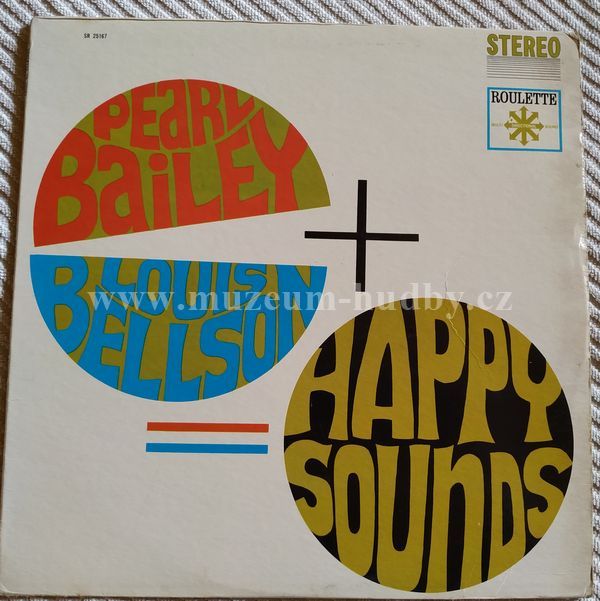 SR 25167
STEREO
ROULETTE
PEARL
BaiLEY
LOUIS
BELLSON
www.muzeum-hudby.cz
HAPPY
SOUnDS